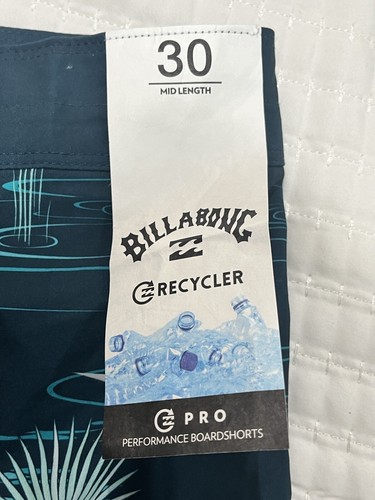 30
MID LENGTH
BILLABONG
RECYCLER
PRO
PERFORMANCE BOARDSHORTS